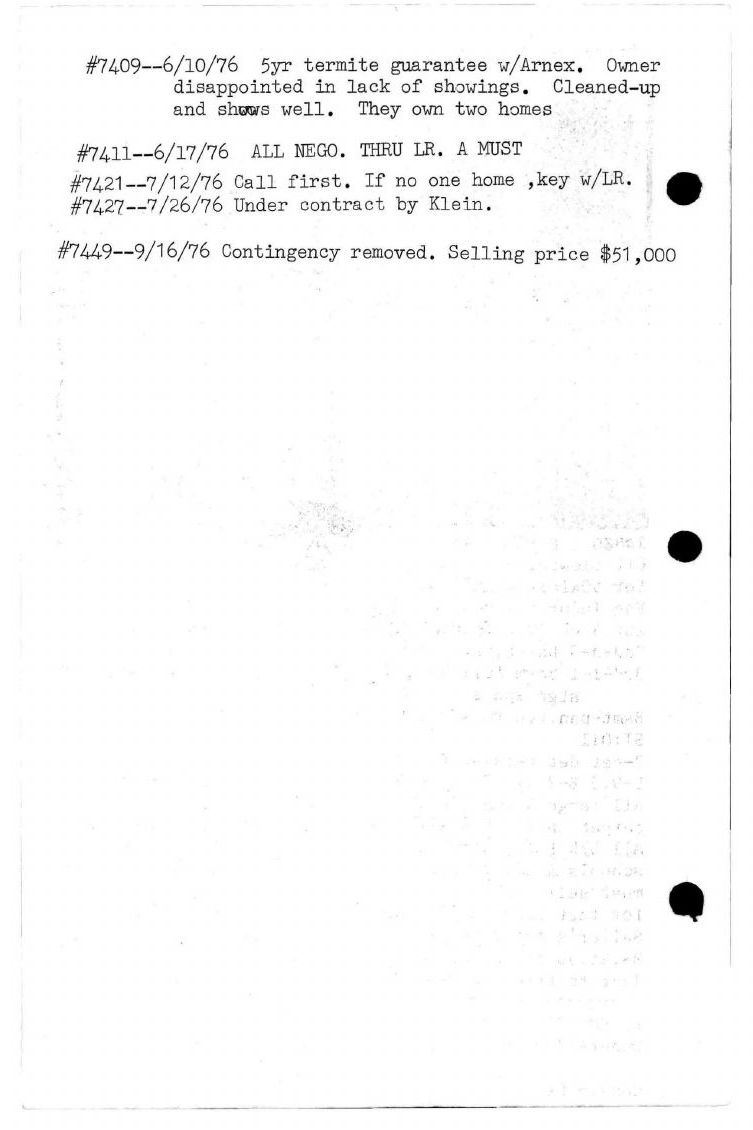 #7409--6/10/76 5yr termite guarantee w/Arnex. Owner
disappointed in lack of showings. Cleaned-up
and shows well. They own two homes
#7411--6/17/76 ALL NEGO. THRU LR. A MUST
#7421--7/12/76 Call first. If no one home ,key w/LR.
#7427--7/26/76 Under contract by Klein.
#7449--9/16/76 Contingency removed. Selling price $51,000